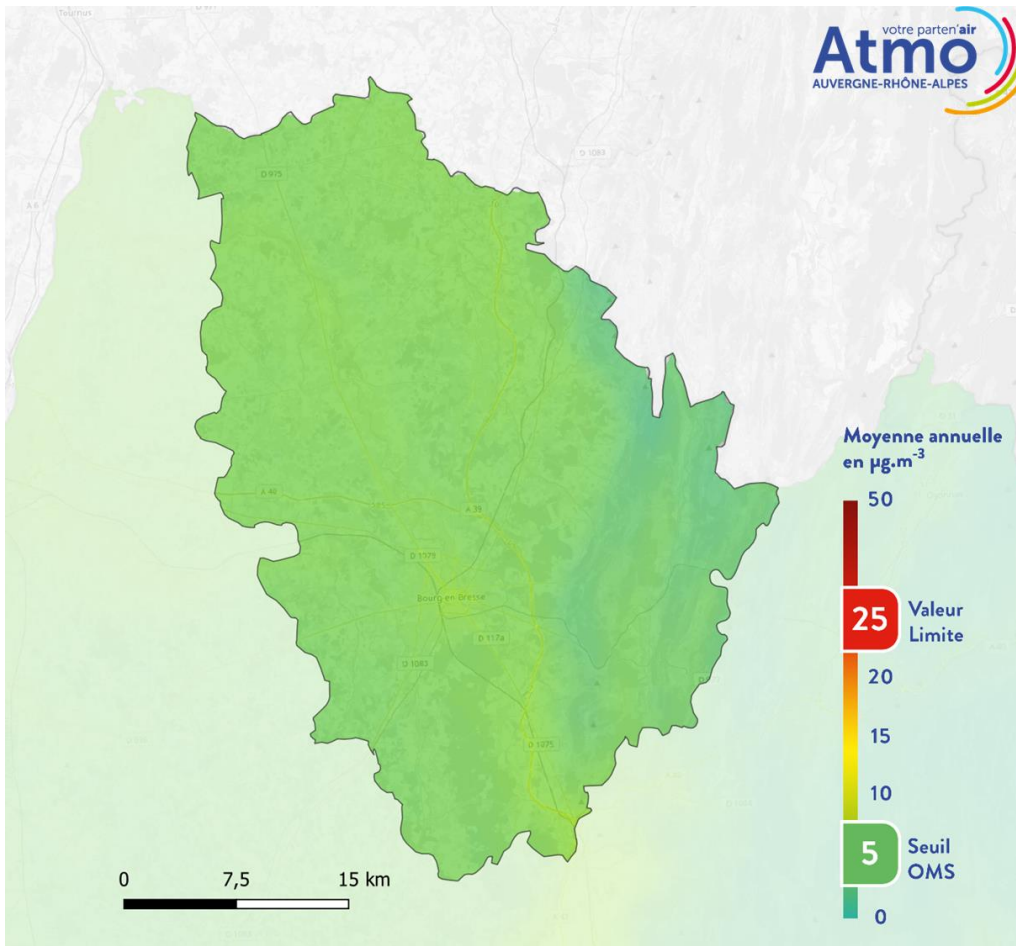 Tournus
votre parten'air
Atmo
AUVERGNE-RHÔNE-ALPES
D 1083
D 975
A 6
Moyenne annuelle
en µg.m⁻³
50
A 40
A 39
D 1079
Bourg-en-Bresse
25
Valeur
Limite
D 117a
D 1083
20
15
D 1075
10
5
Seuil
OMS
0
0
7,5
15 km